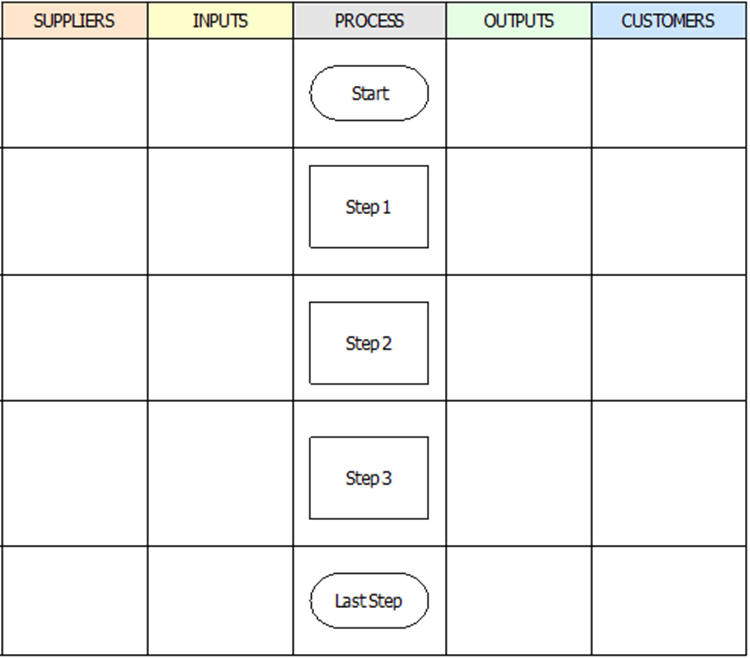 SUPPLIERS INPUTS PROCESS OUTPUTS CUSTOMERS
Start
Step 1
Step 2
Step 3
Last Step